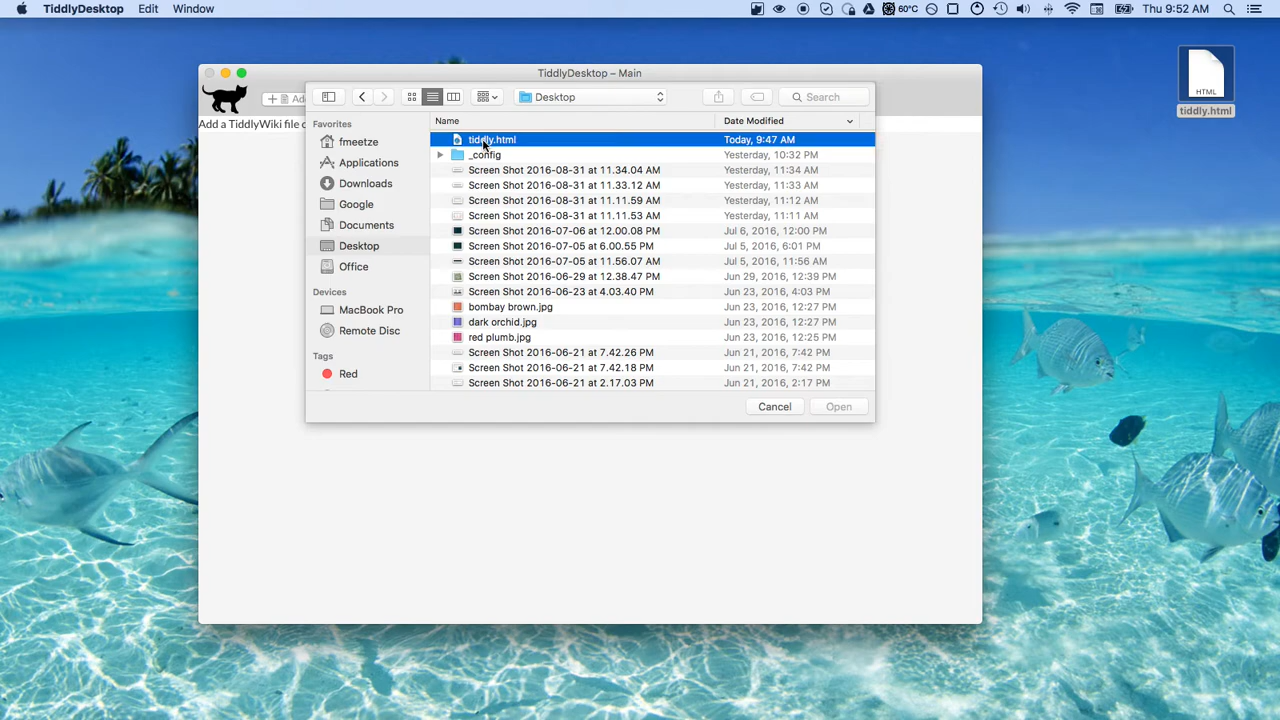 TiddlyDesktop Edit Window 60°C Thu 9:52 AM
HTML
tiddly.html
TiddlyDesktop – Main
Desktop Search
Add a TiddlyWiki file
Favorites
fmeetze
Applications
Downloads
Google
Documents
Desktop
Office
Devices
MacBook Pro
Remote Disc
Tags
Red
Name Date Modified
tiddly.html Today, 9:47 AM
_config Yesterday, 10:32 PM
Screen Shot 2016-08-31 at 11.34.04 AM Yesterday, 11:34 AM
Screen Shot 2016-08-31 at 11.33.12 AM Yesterday, 11:33 AM
Screen Shot 2016-08-31 at 11.11.59 AM Yesterday, 11:12 AM
Screen Shot 2016-08-31 at 11.11.53 AM Yesterday, 11:11 AM
Screen Shot 2016-07-06 at 12.00.08 PM Jul 6, 2016, 12:00 PM
Screen Shot 2016-07-05 at 6.00.55 PM Jul 5, 2016, 6:01 PM
Screen Shot 2016-07-05 at 11.56.07 AM Jul 5, 2016, 11:56 AM
Screen Shot 2016-06-29 at 12.38.47 PM Jun 29, 2016, 12:39 PM
Screen Shot 2016-06-23 at 4.03.40 PM Jun 23, 2016, 4:03 PM
bombay brown.jpg Jun 23, 2016, 12:27 PM
dark orchid.jpg Jun 23, 2016, 12:27 PM
red plumb.jpg Jun 23, 2016, 12:25 PM
Screen Shot 2016-06-21 at 7.42.26 PM Jun 21, 2016, 7:42 PM
Screen Shot 2016-06-21 at 7.42.18 PM Jun 21, 2016, 7:42 PM
Screen Shot 2016-06-21 at 2.17.03 PM Jun 21, 2016, 2:17 PM
Cancel Open